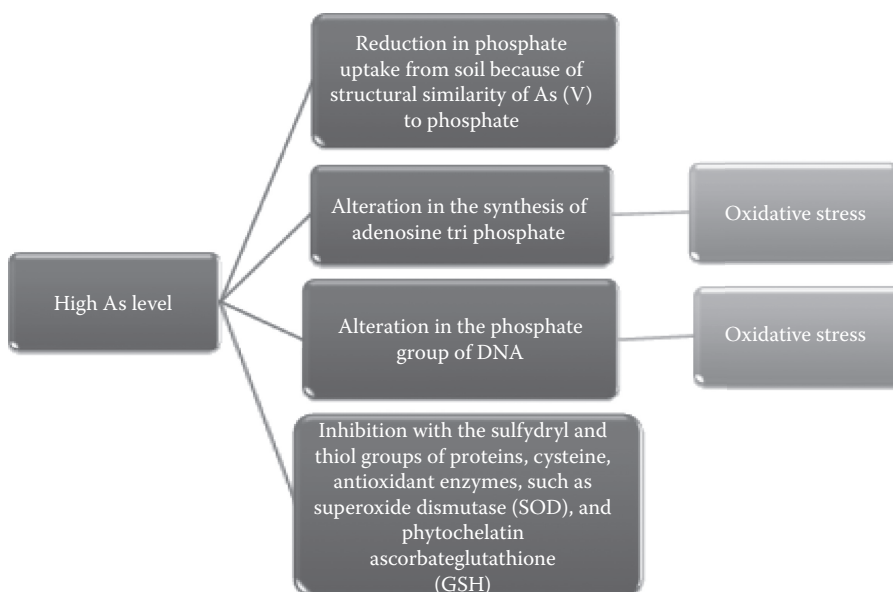 Reduction in phosphate
uptake from soil because of
structural similarity of As (V)
to phosphate
Alteration in the synthesis of
adenosine tri phosphate
Oxidative stress
High As level
Alteration in the phosphate
group of DNA
Oxidative stress
Inhibition with the sulfydryl and
thiol groups of proteins, cysteine,
antioxidant enzymes, such as
superoxide dismutase (SOD), and
phytochelatin
ascorbateglutathione
(GSH)